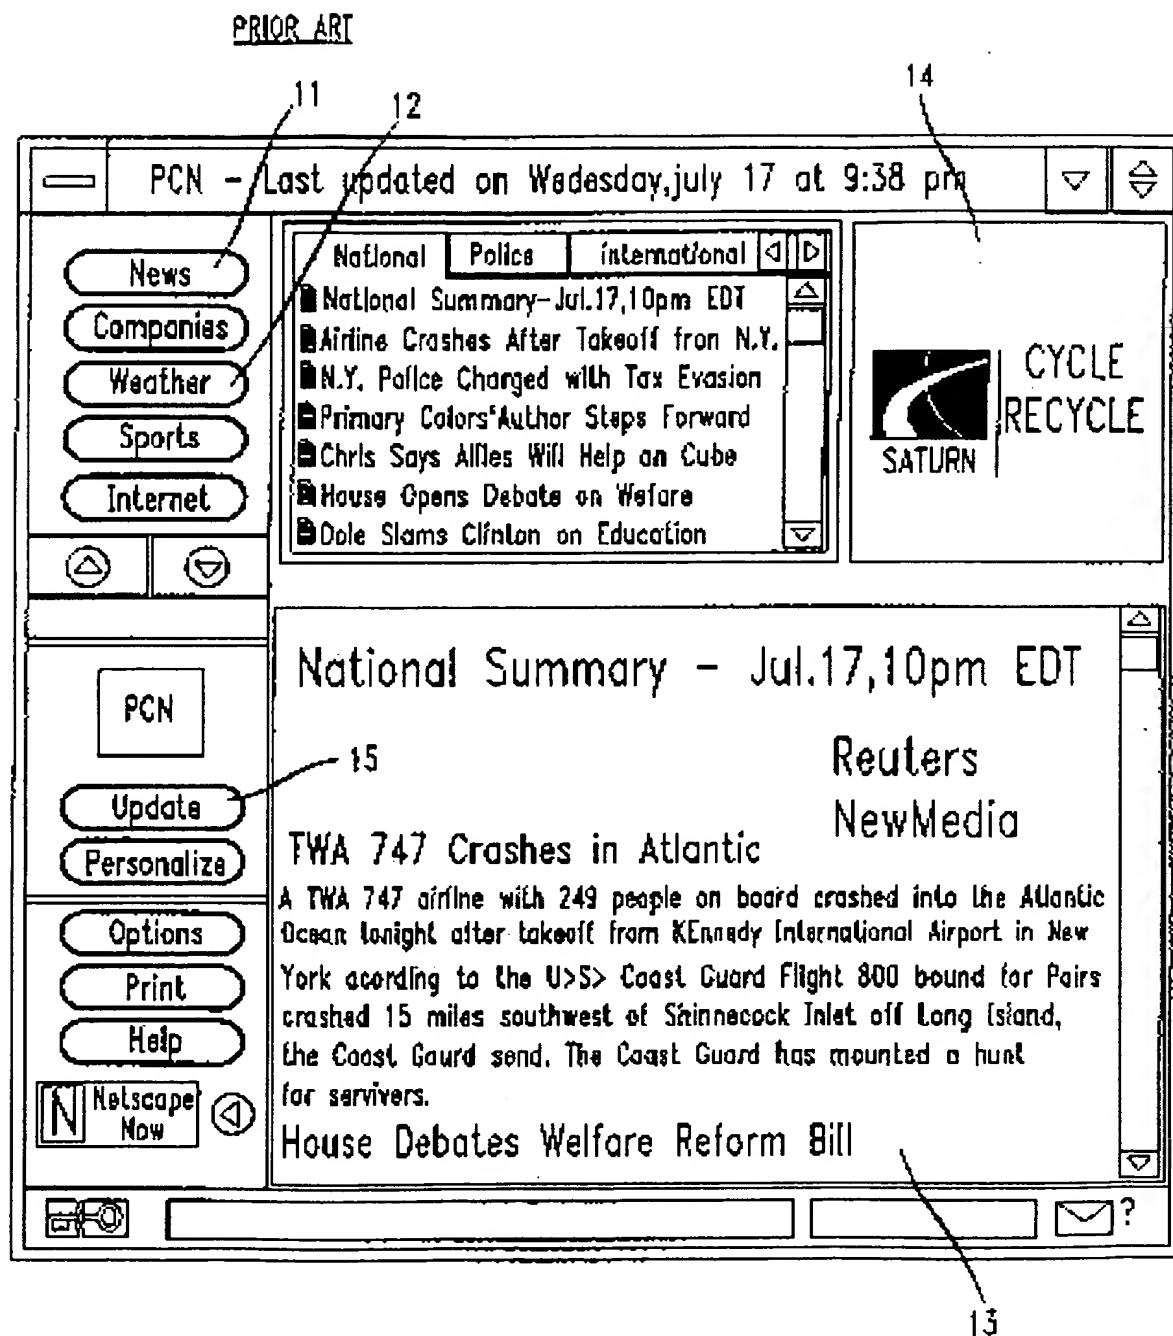 PRIOR ART
11
12
14
PCN - Last updated on Wadasday,july 17 at 9:38 pm
News
Companies
Weather
Sports
Internet
National Police international
National Summary-Jul.17,10pm EDT
Airline Crashes After Takeoff fron N.Y.
N.Y. Police Charged with Tax Evasion
Primary Colors'Author Steps Forward
Chris Says Allies Will Help on Cube
House Opens Debate on Wefare
Dole Slams Clinton on Education
SATURN
CYCLE
RECYCLE
PCN
15
Update
Personalize
Options
Print
Help
N Netscape
Now
National Summary - Jul.17,10pm EDT
Reuters
NewMedia
TWA 747 Crashes in Atlantic
A TWA 747 airline with 249 people on board crashed into the Atlantic
Ocean tonight after takeoff from KEnnedy International Airport in New
York acording to the U>S> Coast Guard Flight 800 bound for Pairs
crashed 15 miles southwest of Shinnecock Inlet off Long Island,
the Coast Gaurd send. The Coast Guard has mounted a hunt
for servivers.
House Debates Welfare Reform Bill
?
13